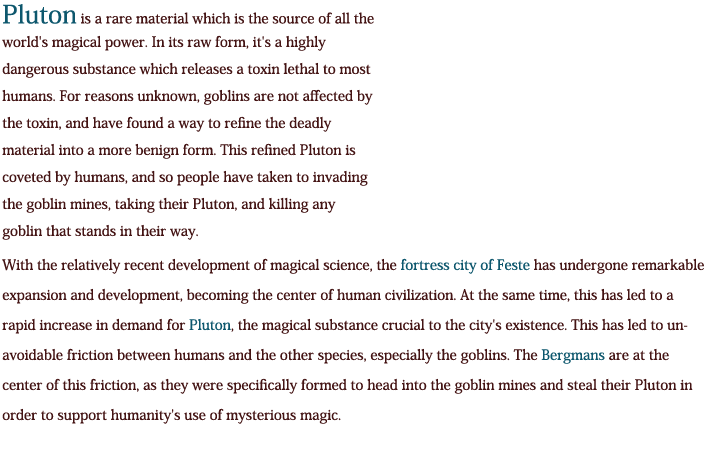 Pluton is a rare material which is the source of all the
world's magical power. In its raw form, it's a highly
dangerous substance which releases a toxin lethal to most
humans. For reasons unknown, goblins are not affected by
the toxin, and have found a way to refine the deadly
material into a more benign form. This refined Pluton is
coveted by humans, and so people have taken to invading
the goblin mines, taking their Pluton, and killing any
goblin that stands in their way.
With the relatively recent development of magical science, the fortress city of Feste has undergone remarkable
expansion and development, becoming the center of human civilization. At the same time, this has led to a
rapid increase in demand for Pluton, the magical substance crucial to the city's existence. This has led to un-
avoidable friction between humans and the other species, especially the goblins. The Bergmans are at the
center of this friction, as they were specifically formed to head into the goblin mines and steal their Pluton in
order to support humanity's use of mysterious magic.